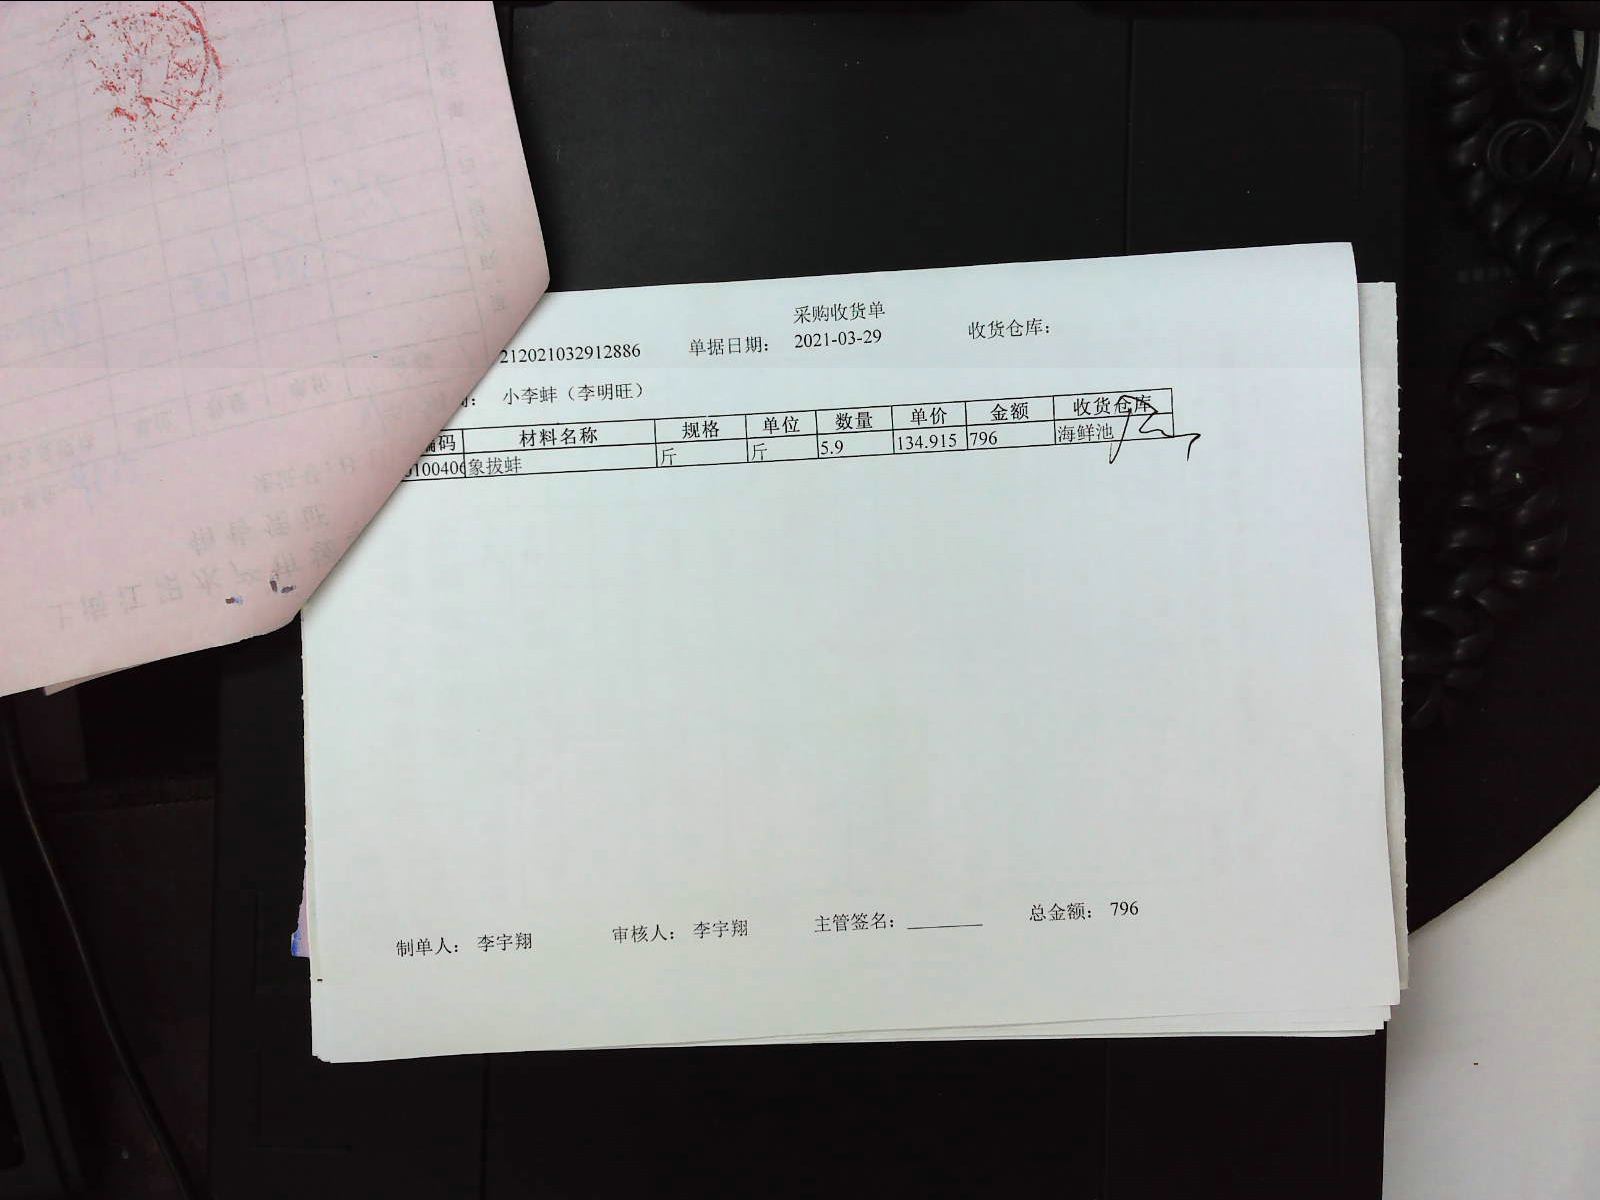 采购收货单
212021032912886 单据日期： 2021-03-29 收货仓库：
小李蚌（李明旺）
编码 材料名称 规格 单位 数量 单价 金额 收货仓库
0100406 象拔蚌 斤 斤 5.9 134.915 796 海鲜池
制单人： 李宇翔 审核人： 李宇翔 主管签名： 总金额： 796